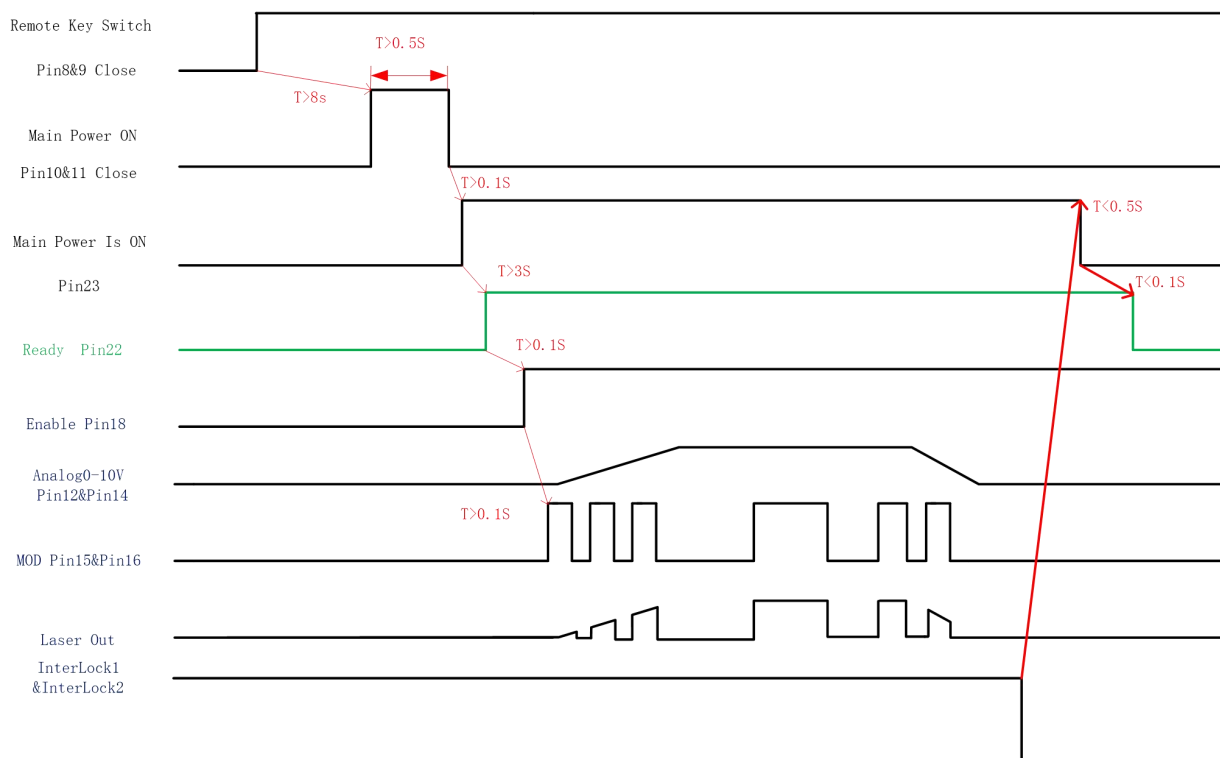 Remote Key Switch
T>0.5S
Pin8&9 Close
T>8s
Main Power ON
Pin10&11 Close
T>0.1S
T<0.5S
Main Power Is ON
T>3S
T<0.1S
Pin23
T>0.1S
Ready Pin22
Enable Pin18
Analog0-10V
Pin12&Pin14
T>0.1S
MOD Pin15&Pin16
Laser Out
InterLock1
&InterLock2